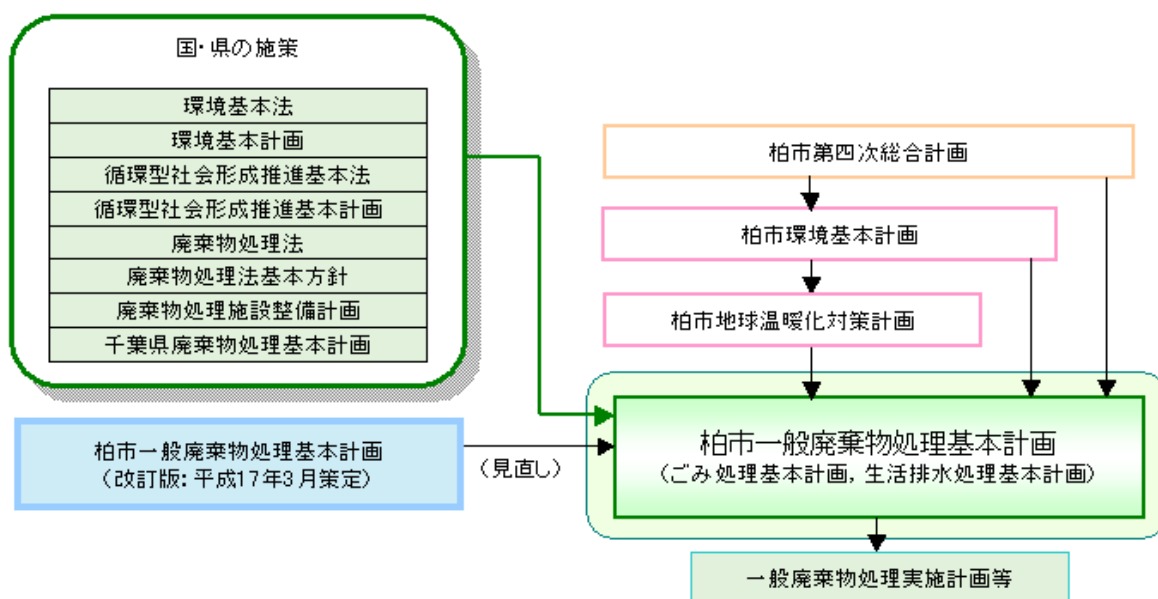 国・県の施策
環境基本法
環境基本計画
循環型社会形成推進基本法
循環型社会形成推進基本計画
廃棄物処理法
廃棄物処理法基本方針
廃棄物処理施設整備計画
千葉県廃棄物処理基本計画
柏市第四次総合計画
柏市環境基本計画
柏市地球温暖化対策計画
柏市一般廃棄物処理基本計画
（改訂版：平成17年3月策定）
（見直し）
柏市一般廃棄物処理基本計画
（ごみ処理基本計画，生活排水処理基本計画）
一般廃棄物処理実施計画等